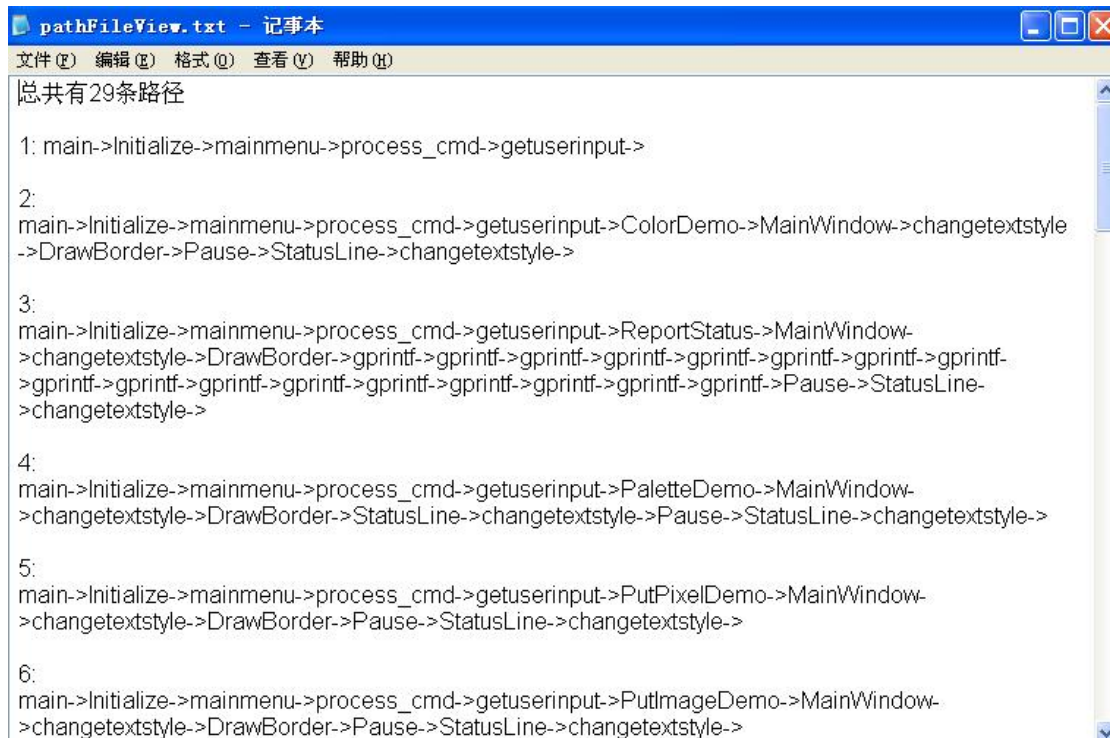 pathFileView.txt - 记事本
文件(F) 编辑(E) 格式(O) 查看(V) 帮助(H)
总共有29条路径
1: main->Initialize->mainmenu->process_cmd->getuserinput->
2:
main->Initialize->mainmenu->process_cmd->getuserinput->ColorDemo->MainWindow->changetextstyle
->DrawBorder->Pause->StatusLine->changetextstyle->
3:
main->Initialize->mainmenu->process_cmd->getuserinput->ReportStatus->MainWindow-
>changetextstyle->DrawBorder->gprintf->gprintf->gprintf->gprintf->gprintf->gprintf->gprintf->gprintf-
>gprintf->gprintf->gprintf->gprintf->gprintf->gprintf->gprintf->gprintf->gprintf->Pause->StatusLine-
>changetextstyle->
4:
main->Initialize->mainmenu->process_cmd->getuserinput->PaletteDemo->MainWindow-
>changetextstyle->DrawBorder->StatusLine->changetextstyle->Pause->StatusLine->changetextstyle->
5:
main->Initialize->mainmenu->process_cmd->getuserinput->PutPixelDemo->MainWindow-
>changetextstyle->DrawBorder->Pause->StatusLine->changetextstyle->
6:
main->Initialize->mainmenu->process_cmd->getuserinput->PutImageDemo->MainWindow-
>changetextstyle->DrawBorder->Pause->StatusLine->changetextstyle->